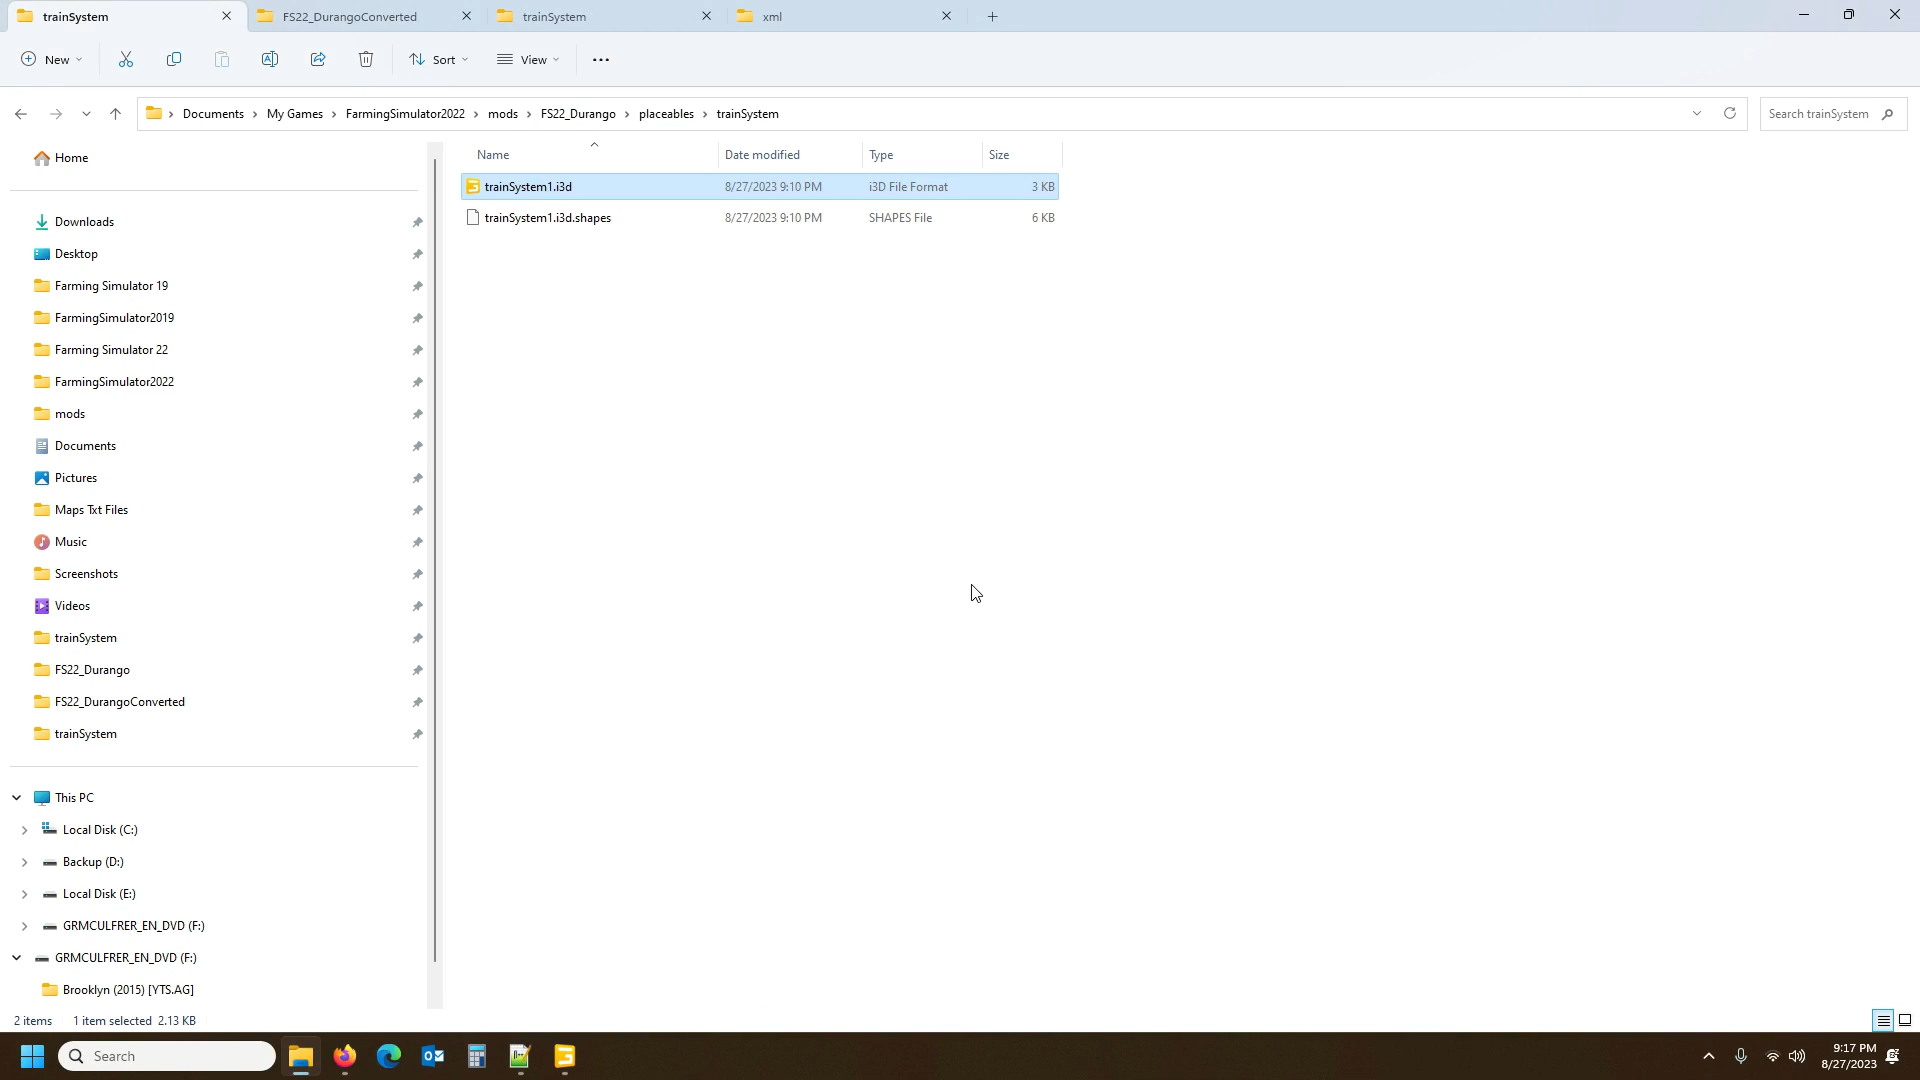 trainSystem
FS22_DurangoConverted
trainSystem
xml
New
Sort
View
Documents
My Games
FarmingSimulator2022
mods
FS22_Durango
placeables
trainSystem
Search trainSystem
Home
Name
Date modified
Type
Size
trainSystem1.i3d
8/27/2023 9:10 PM
i3D File Format
3 KB
trainSystem1.i3d.shapes
8/27/2023 9:10 PM
SHAPES File
6 KB
Downloads
Desktop
Farming Simulator 19
FarmingSimulator2019
Farming Simulator 22
FarmingSimulator2022
mods
Documents
Pictures
Maps Txt Files
Music
Screenshots
Videos
trainSystem
FS22_Durango
FS22_DurangoConverted
trainSystem
This PC
Local Disk (C:)
Backup (D:)
Local Disk (E:)
GRMCULFRER_EN_DVD (F:)
GRMCULFRER_EN_DVD (F:)
Brooklyn (2015) [YTS.AG]
2 items
1 item selected 2.13 KB
Search
9:17 PM
8/27/2023